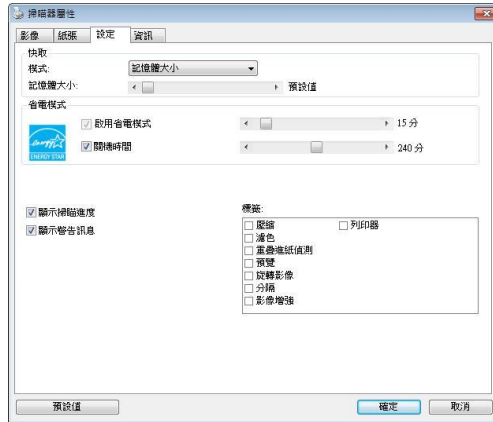 掃描器屬性
影像 紙張 設定 資訊
快取
模式: 記憶體大小
記憶體大小: 預設值
省電模式
啟用省電模式 15 分
關機時間 240 分
ENERGY STAR
顯示掃瞄進度
顯示警告訊息
標籤:
壓縮 列印器
濾色
重疊進紙偵測
預覽
旋轉影像
分隔
影像增強
預設值 確定 取消